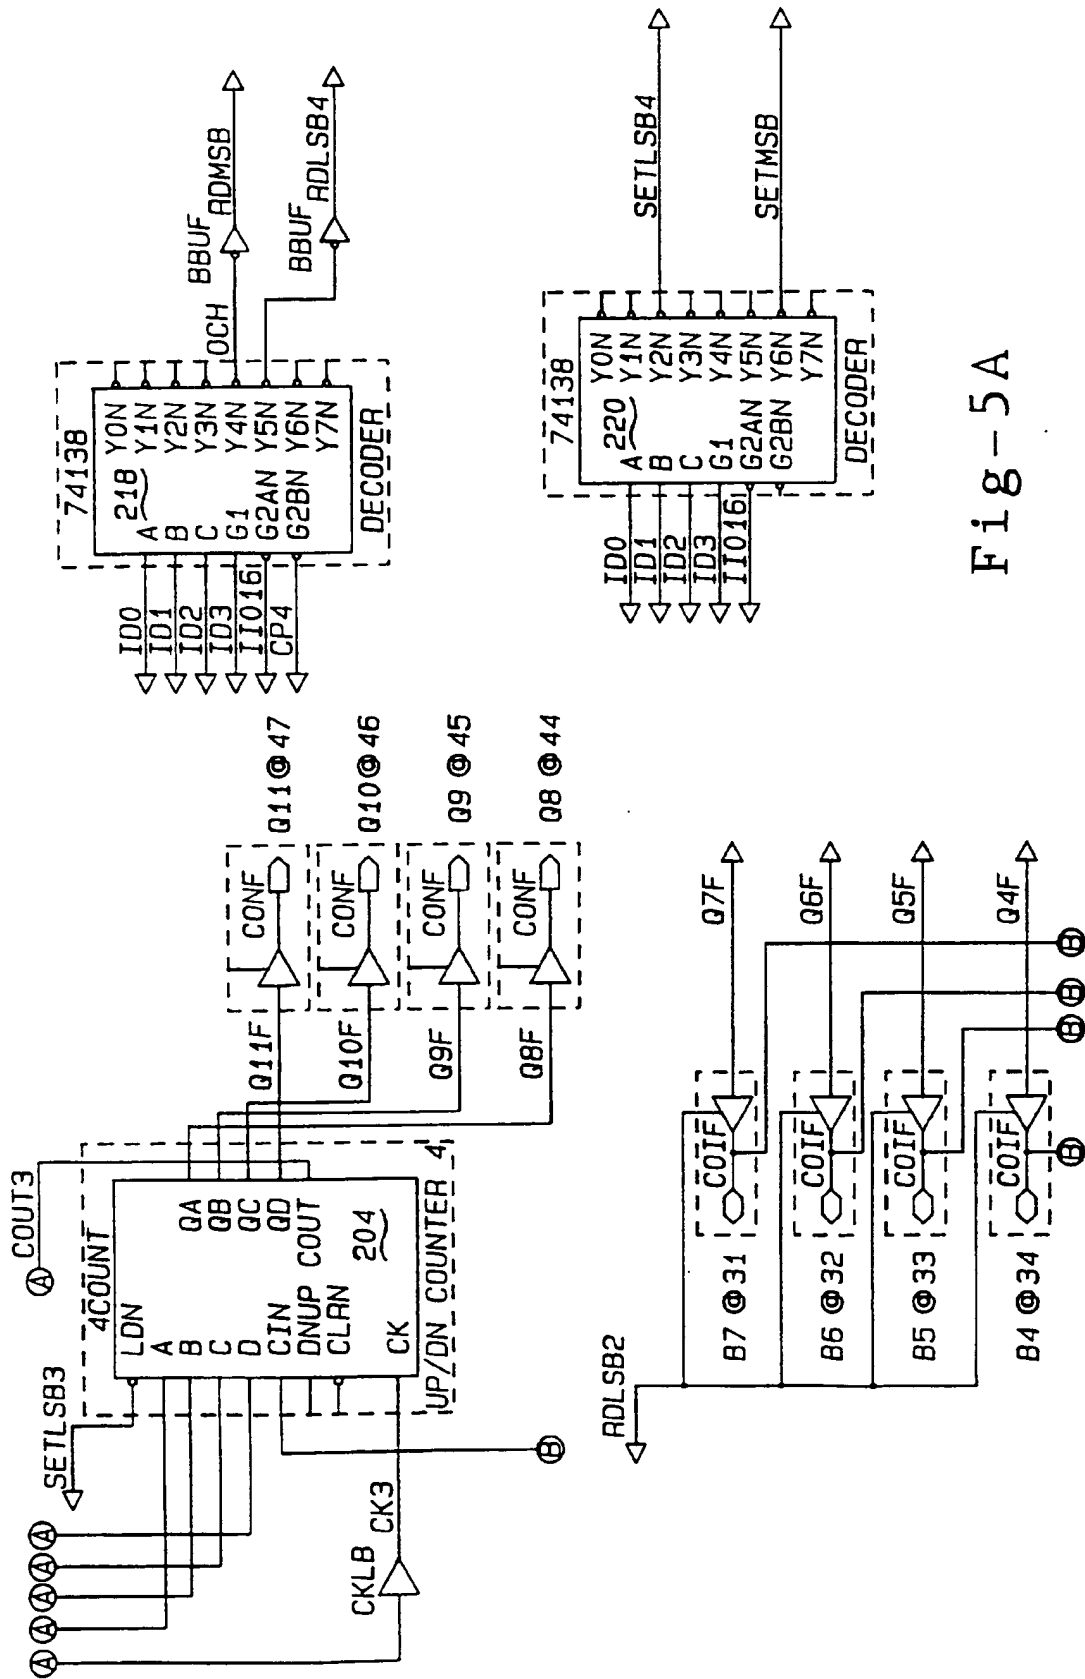 COUT3
A
4COUNT
SETLSB3
LDN
A
B
C
D
CIN
DNUP
CLRN
CK
QA
QB
QC
QD
COUT
204
UP/DN COUNTER 4
A
A
A
A
A
CKLB
CK3
B
Q11F
Q10F
Q9F
Q8F
CONF
CONF
CONF
CONF
Q11@47
Q10@46
Q9@45
Q8@44
74138
218
ID0
ID1
ID2
ID3
IIO16
CP4
A
B
C
G1
G2AN
G2BN
Y0N
Y1N
Y2N
Y3N
Y4N
Y5N
Y6N
Y7N
DECODER
OCH
BBUF
RDMSB
BBUF
RDLSB4
RDLSB2
B7@31
B6@32
B5@33
B4@34
COIF
COIF
COIF
COIF
Q7F
Q6F
Q5F
Q4F
B
B
B
B
74138
220
ID0
ID1
ID2
ID3
IIO16
A
B
C
G1
G2AN
G2BN
Y0N
Y1N
Y2N
Y3N
Y4N
Y5N
Y6N
Y7N
DECODER
SETLSB4
SETMSB
Fig-5A